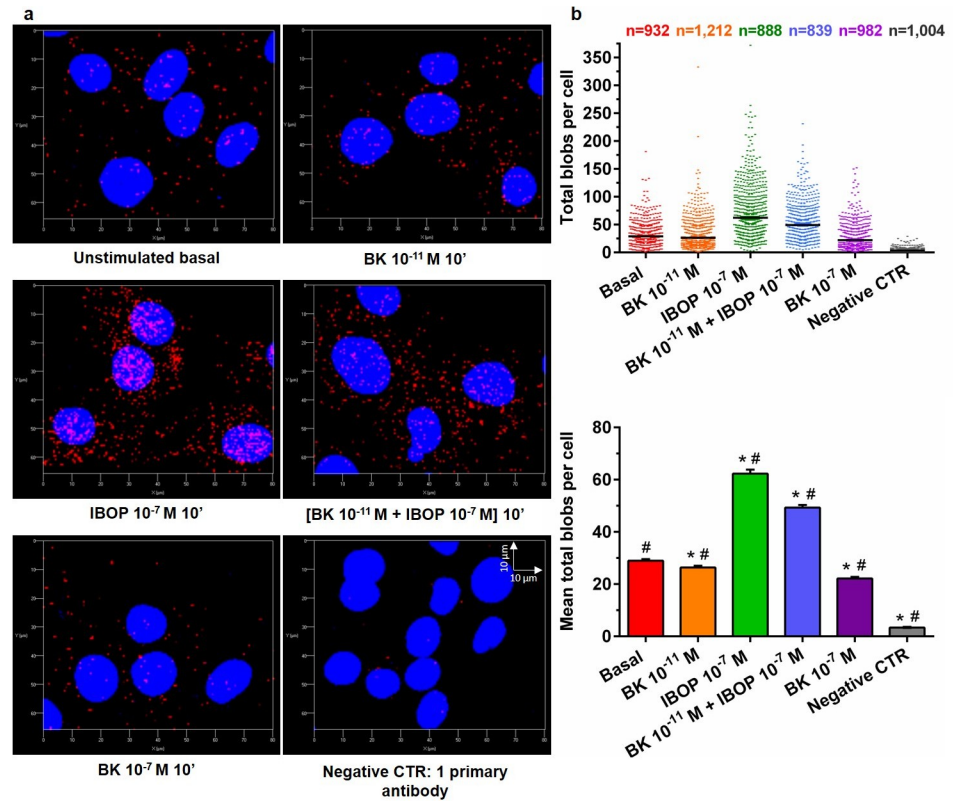 a
Unstimulated basal
BK 10⁻¹¹ M 10’
IBOP 10⁻⁷ M 10’
[BK 10⁻¹¹ M + IBOP 10⁻⁷ M] 10’
10 µm
10 µm
BK 10⁻⁷ M 10’
Negative CTR: 1 primary
antibody
b
n=932 n=1,212 n=888 n=839 n=982 n=1,004
Total blobs per cell
350
300
250
200
150
100
50
0
Basal
BK 10⁻¹¹ M
IBOP 10⁻⁷ M
BK 10⁻¹¹ M + IBOP 10⁻⁷ M
BK 10⁻⁷ M
Negative CTR
Mean total blobs per cell
80
60
40
20
0
#
* #
* #
* #
* #
* #
Basal
BK 10⁻¹¹ M
IBOP 10⁻⁷ M
BK 10⁻¹¹ M + IBOP 10⁻⁷ M
BK 10⁻⁷ M
Negative CTR